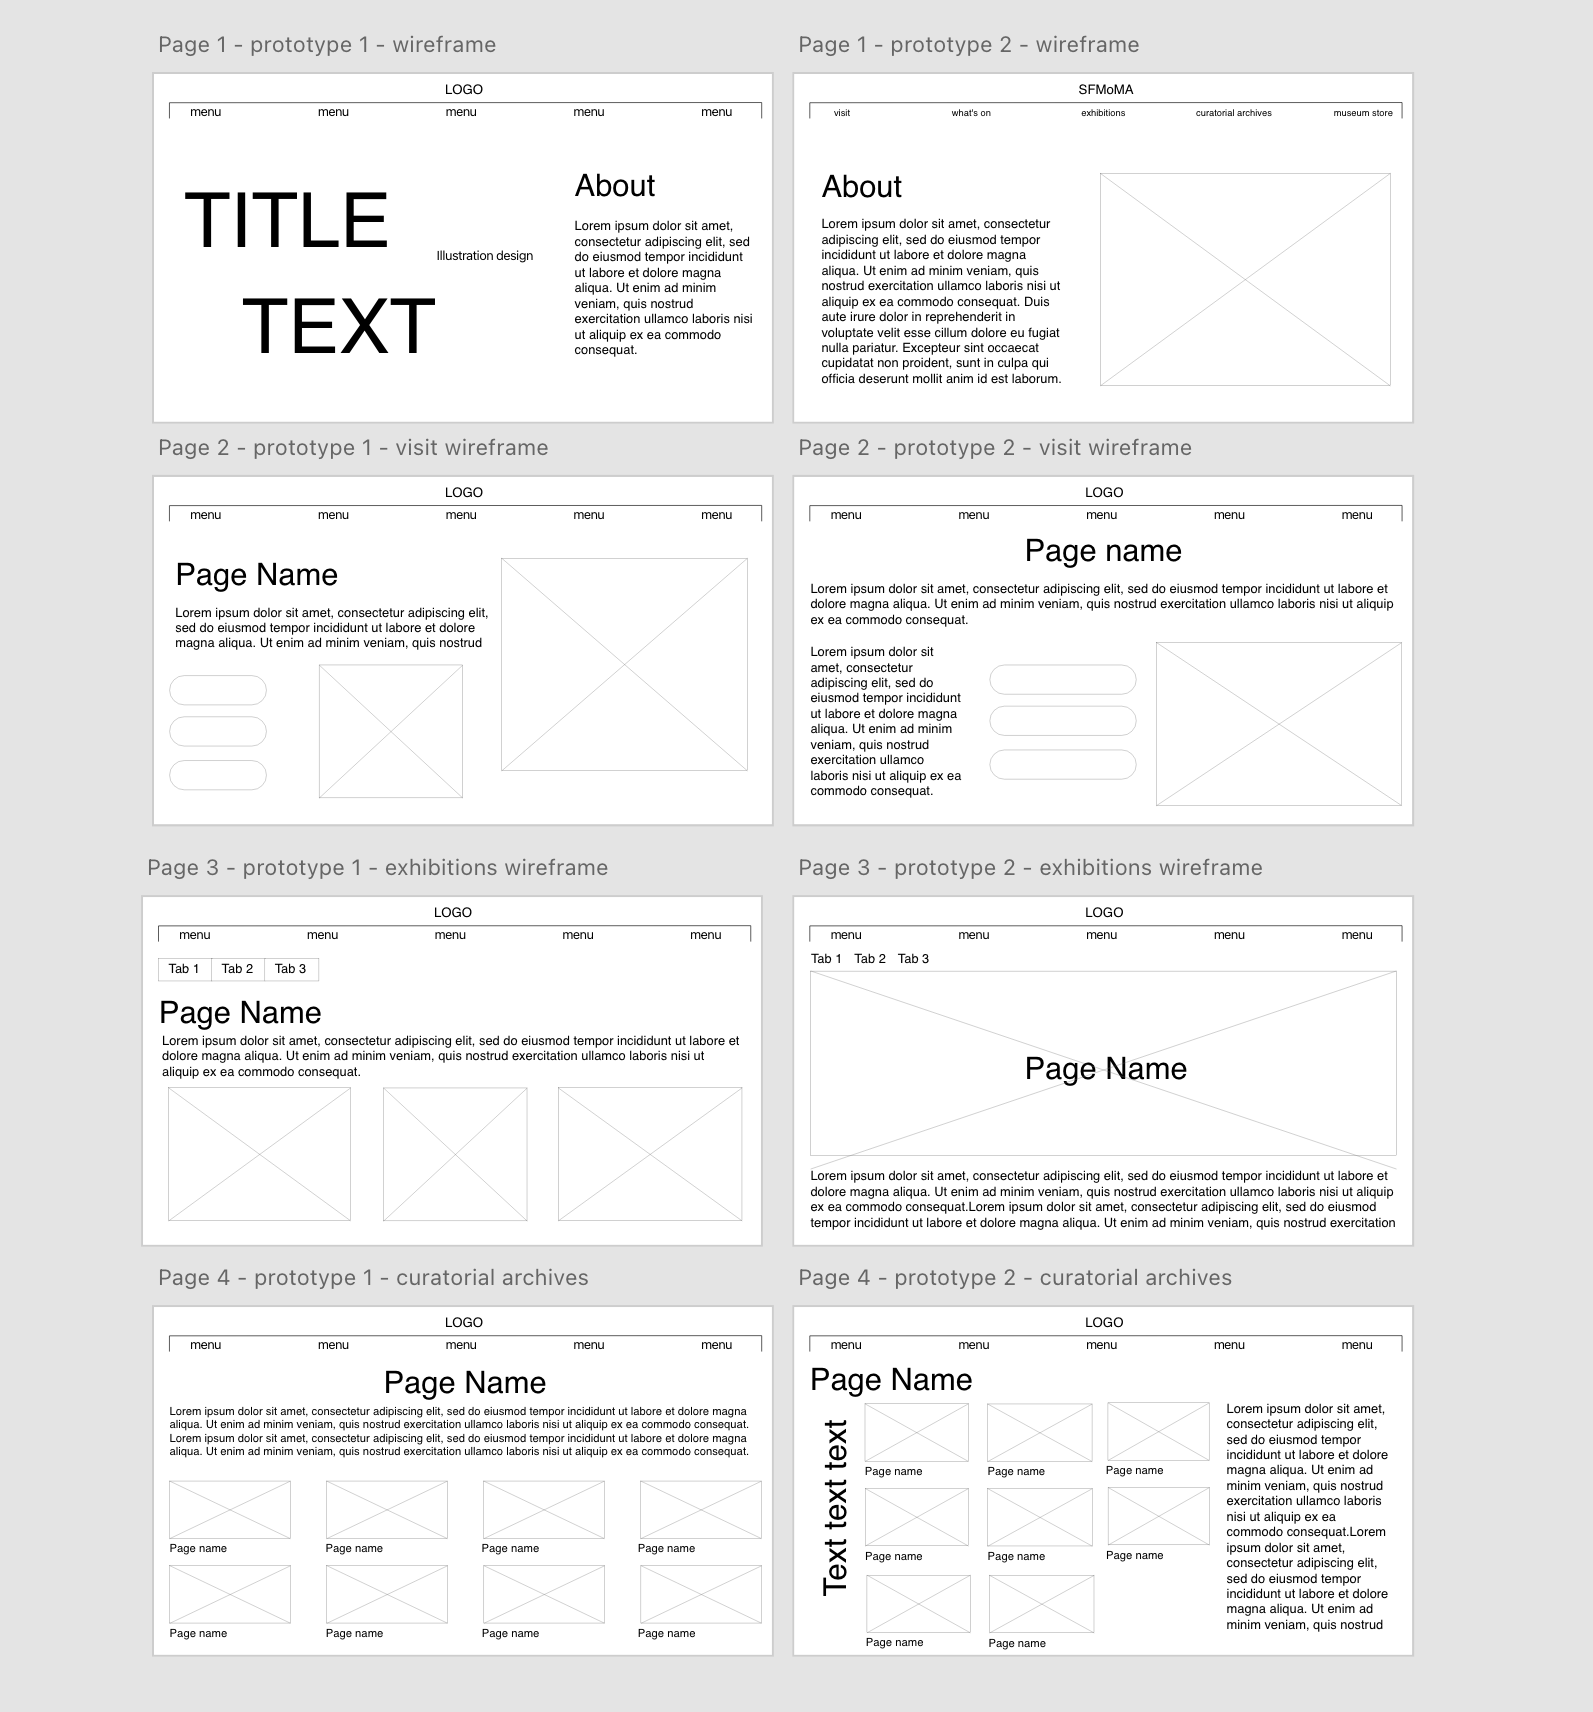 Page 1 - prototype 1 - wireframe
LOGO
menu menu menu menu menu
TITLE
TEXT
Illustration design
About
Lorem ipsum dolor sit amet,
consectetur adipiscing elit, sed
do eiusmod tempor incididunt
ut labore et dolore magna
aliqua. Ut enim ad minim
veniam, quis nostrud
exercitation ullamco laboris nisi
ut aliquip ex ea commodo
consequat.
Page 1 - prototype 2 - wireframe
SFMoMA
visit what's on exhibitions curatorial archives museum store
About
Lorem ipsum dolor sit amet, consectetur
adipiscing elit, sed do eiusmod tempor
incididunt ut labore et dolore magna
aliqua. Ut enim ad minim veniam, quis
nostrud exercitation ullamco laboris nisi ut
aliquip ex ea commodo consequat. Duis
aute irure dolor in reprehenderit in
voluptate velit esse cillum dolore eu fugiat
nulla pariatur. Excepteur sint occaecat
cupidatat non proident, sunt in culpa qui
officia deserunt mollit anim id est laborum.
Page 2 - prototype 1 - visit wireframe
LOGO
menu menu menu menu menu
Page Name
Lorem ipsum dolor sit amet, consectetur adipiscing elit,
sed do eiusmod tempor incididunt ut labore et dolore
magna aliqua. Ut enim ad minim veniam, quis nostrud
Page 2 - prototype 2 - visit wireframe
LOGO
menu menu menu menu menu
Page name
Lorem ipsum dolor sit amet, consectetur adipiscing elit, sed do eiusmod tempor incididunt ut labore et
dolore magna aliqua. Ut enim ad minim veniam, quis nostrud exercitation ullamco laboris nisi ut aliquip
ex ea commodo consequat.
Lorem ipsum dolor sit
amet, consectetur
adipiscing elit, sed do
eiusmod tempor incididunt
ut labore et dolore magna
aliqua. Ut enim ad minim
veniam, quis nostrud
exercitation ullamco
laboris nisi ut aliquip ex ea
commodo consequat.
Page 3 - prototype 1 - exhibitions wireframe
LOGO
menu menu menu menu menu
Tab 1 Tab 2 Tab 3
Page Name
Lorem ipsum dolor sit amet, consectetur adipiscing elit, sed do eiusmod tempor incididunt ut labore et
dolore magna aliqua. Ut enim ad minim veniam, quis nostrud exercitation ullamco laboris nisi ut
aliquip ex ea commodo consequat.
Page 3 - prototype 2 - exhibitions wireframe
LOGO
menu menu menu menu menu
Tab 1 Tab 2 Tab 3
Page Name
Lorem ipsum dolor sit amet, consectetur adipiscing elit, sed do eiusmod tempor incididunt ut labore et
dolore magna aliqua. Ut enim ad minim veniam, quis nostrud exercitation ullamco laboris nisi ut aliquip
ex ea commodo consequat.Lorem ipsum dolor sit amet, consectetur adipiscing elit, sed do eiusmod
tempor incididunt ut labore et dolore magna aliqua. Ut enim ad minim veniam, quis nostrud exercitation
Page 4 - prototype 1 - curatorial archives
LOGO
menu menu menu menu menu
Page Name
Lorem ipsum dolor sit amet, consectetur adipiscing elit, sed do eiusmod tempor incididunt ut labore et dolore magna
aliqua. Ut enim ad minim veniam, quis nostrud exercitation ullamco laboris nisi ut aliquip ex ea commodo consequat.
Lorem ipsum dolor sit amet, consectetur adipiscing elit, sed do eiusmod tempor incididunt ut labore et dolore magna
aliqua. Ut enim ad minim veniam, quis nostrud exercitation ullamco laboris nisi ut aliquip ex ea commodo consequat.
Page name Page name Page name Page name
Page name Page name Page name Page name
Page 4 - prototype 2 - curatorial archives
LOGO
menu menu menu menu menu
Page Name
Text text text
Page name Page name Page name
Page name Page name Page name
Page name Page name
Lorem ipsum dolor sit amet,
consectetur adipiscing elit,
sed do eiusmod tempor
incididunt ut labore et dolore
magna aliqua. Ut enim ad
minim veniam, quis nostrud
exercitation ullamco laboris
nisi ut aliquip ex ea
commodo consequat.Lorem
ipsum dolor sit amet,
consectetur adipiscing elit,
sed do eiusmod tempor
incididunt ut labore et dolore
magna aliqua. Ut enim ad
minim veniam, quis nostrud